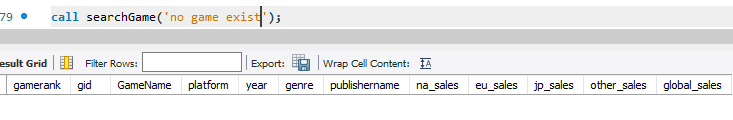 79 call searchGame('no game exist');
esult Grid Filter Rows: Export: Wrap Cell Content: IA
gamerank gid GameName platform year genre publishername na_sales eu_sales jp_sales other_sales global_sales